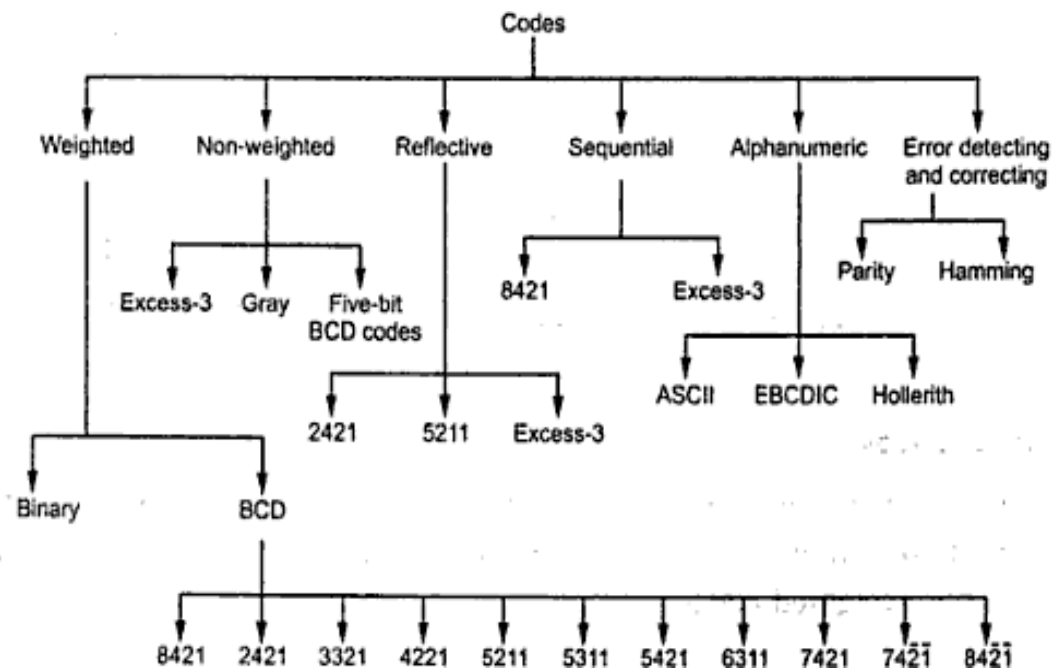 Codes
Weighted Non-weighted Reflective Sequential Alphanumeric Error detecting
and correcting
Parity Hamming
8421 Excess-3
Excess-3 Gray Five-bit
BCD codes
ASCII EBCDIC Hollerith
2421 5211 Excess-3
Binary BCD
8421 2421 3321 4221 5211 5311 5421 6311 7421 742̅1̅ 842̅1̅